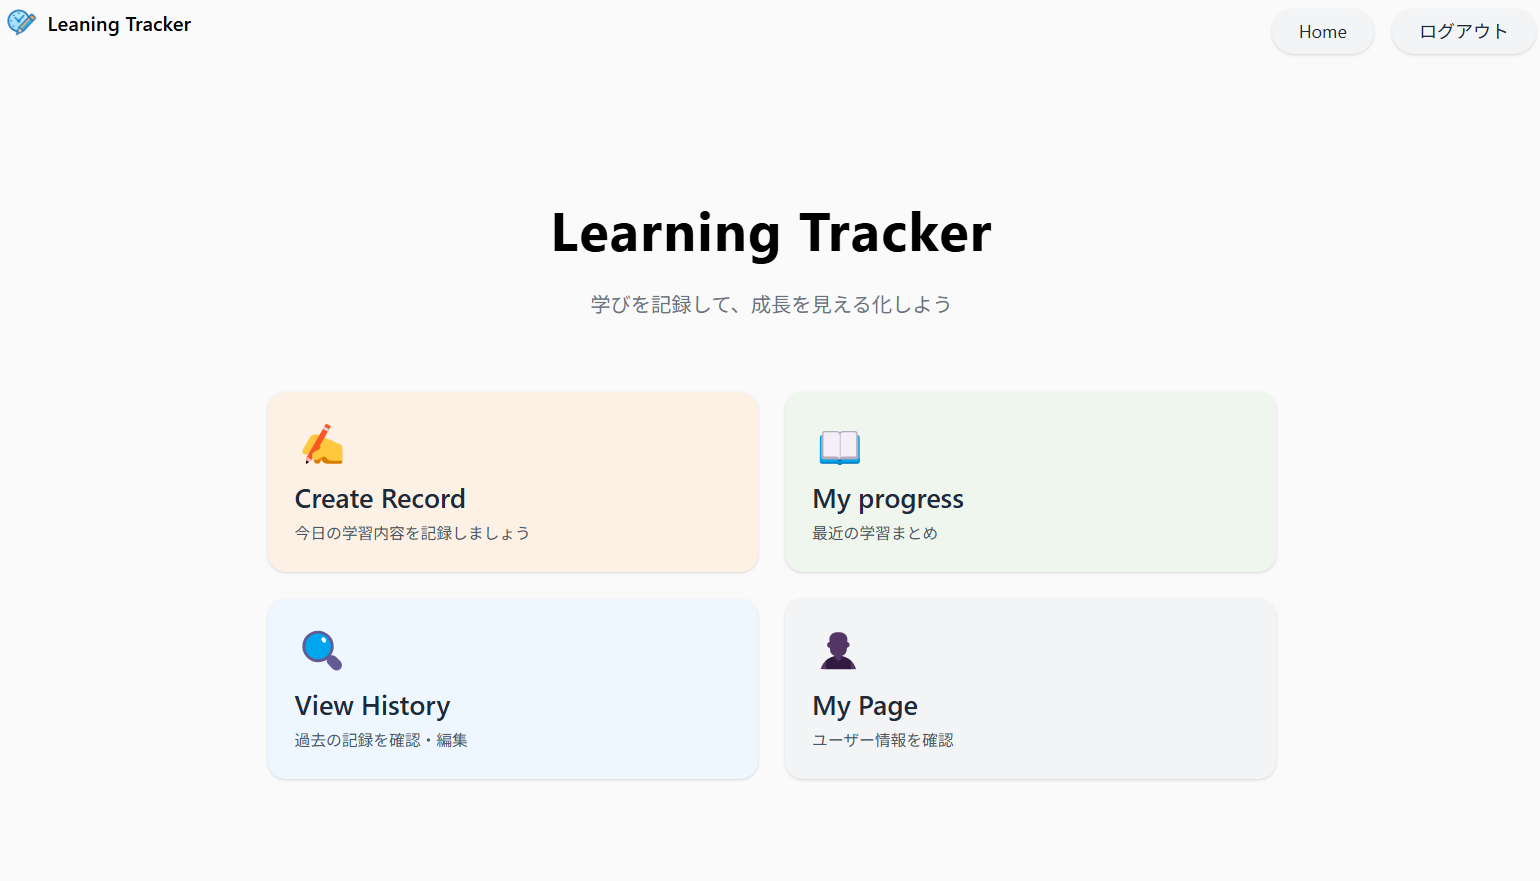 Leaning Tracker
Home
ログアウト
Learning Tracker
学びを記録して、成長を見える化しよう
Create Record
今日の学習内容を記録しましょう
My progress
最近の学習まとめ
View History
過去の記録を確認・編集
My Page
ユーザー情報を確認